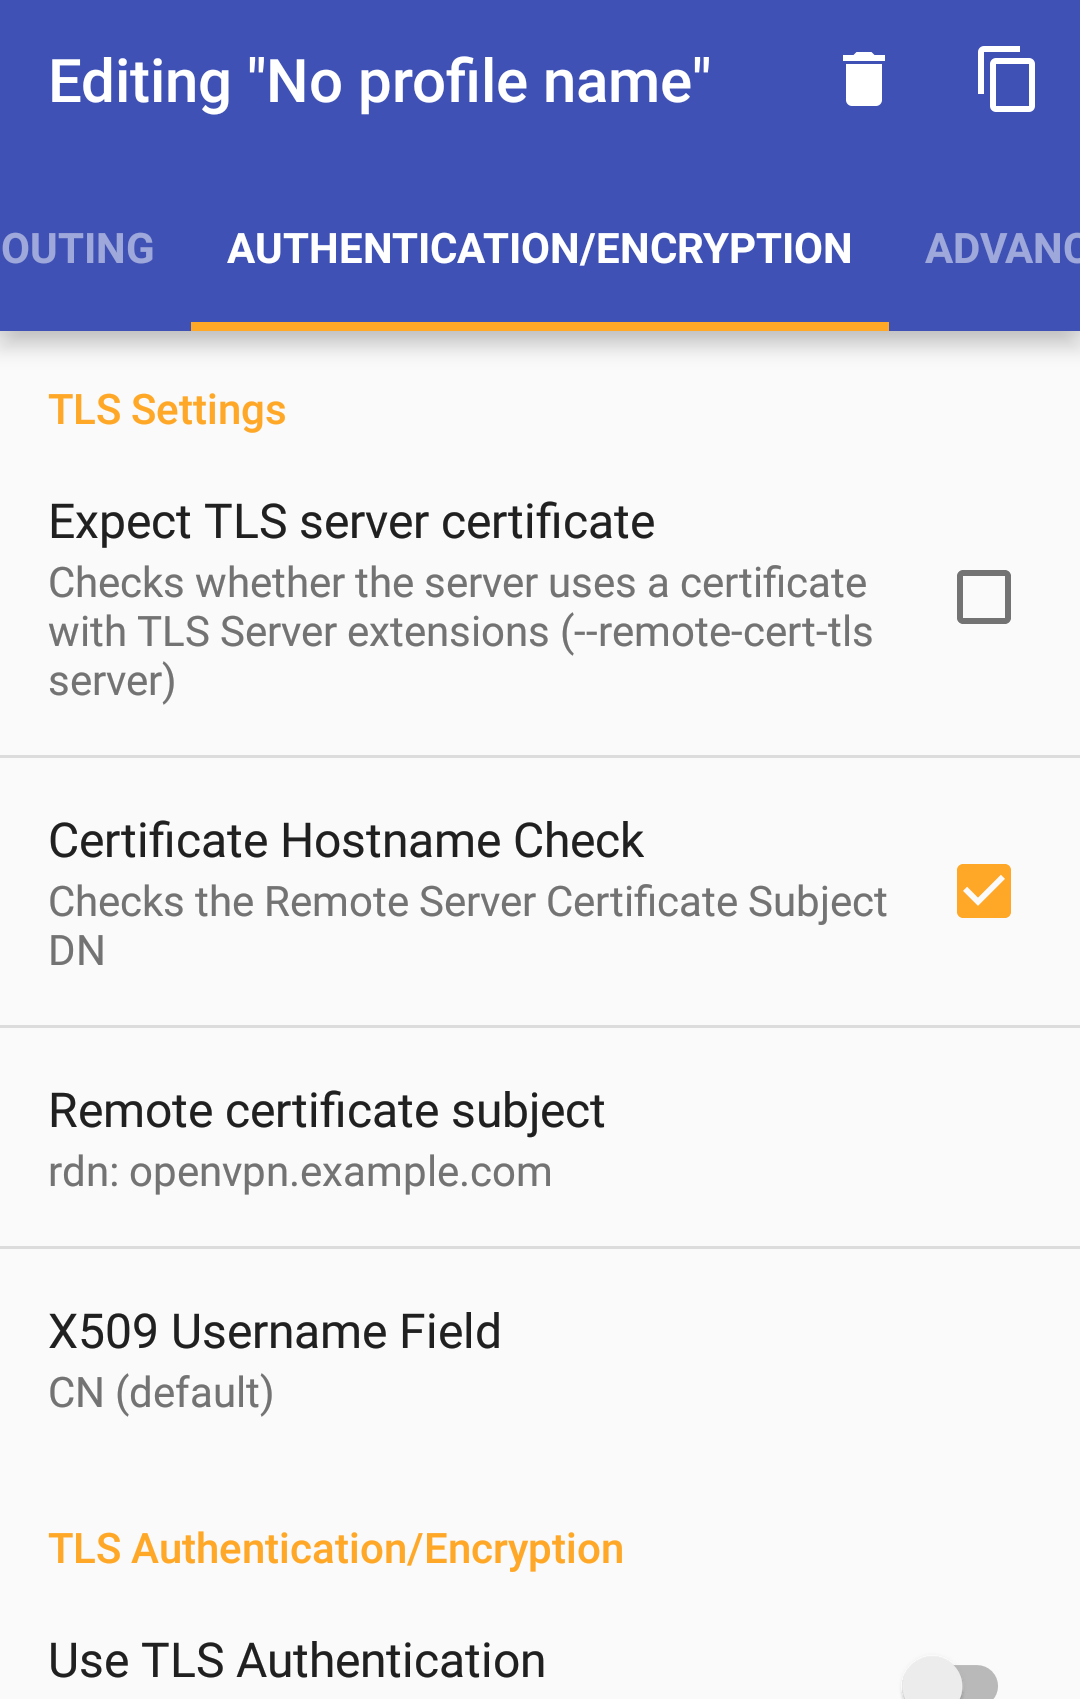 Editing "No profile name"
OUTING
AUTHENTICATION/ENCRYPTION
ADVANC
TLS Settings
Expect TLS server certificate
Checks whether the server uses a certificate
with TLS Server extensions (--remote-cert-tls
server)
Certificate Hostname Check
Checks the Remote Server Certificate Subject
DN
Remote certificate subject
rdn: openvpn.example.com
X509 Username Field
CN (default)
TLS Authentication/Encryption
Use TLS Authentication